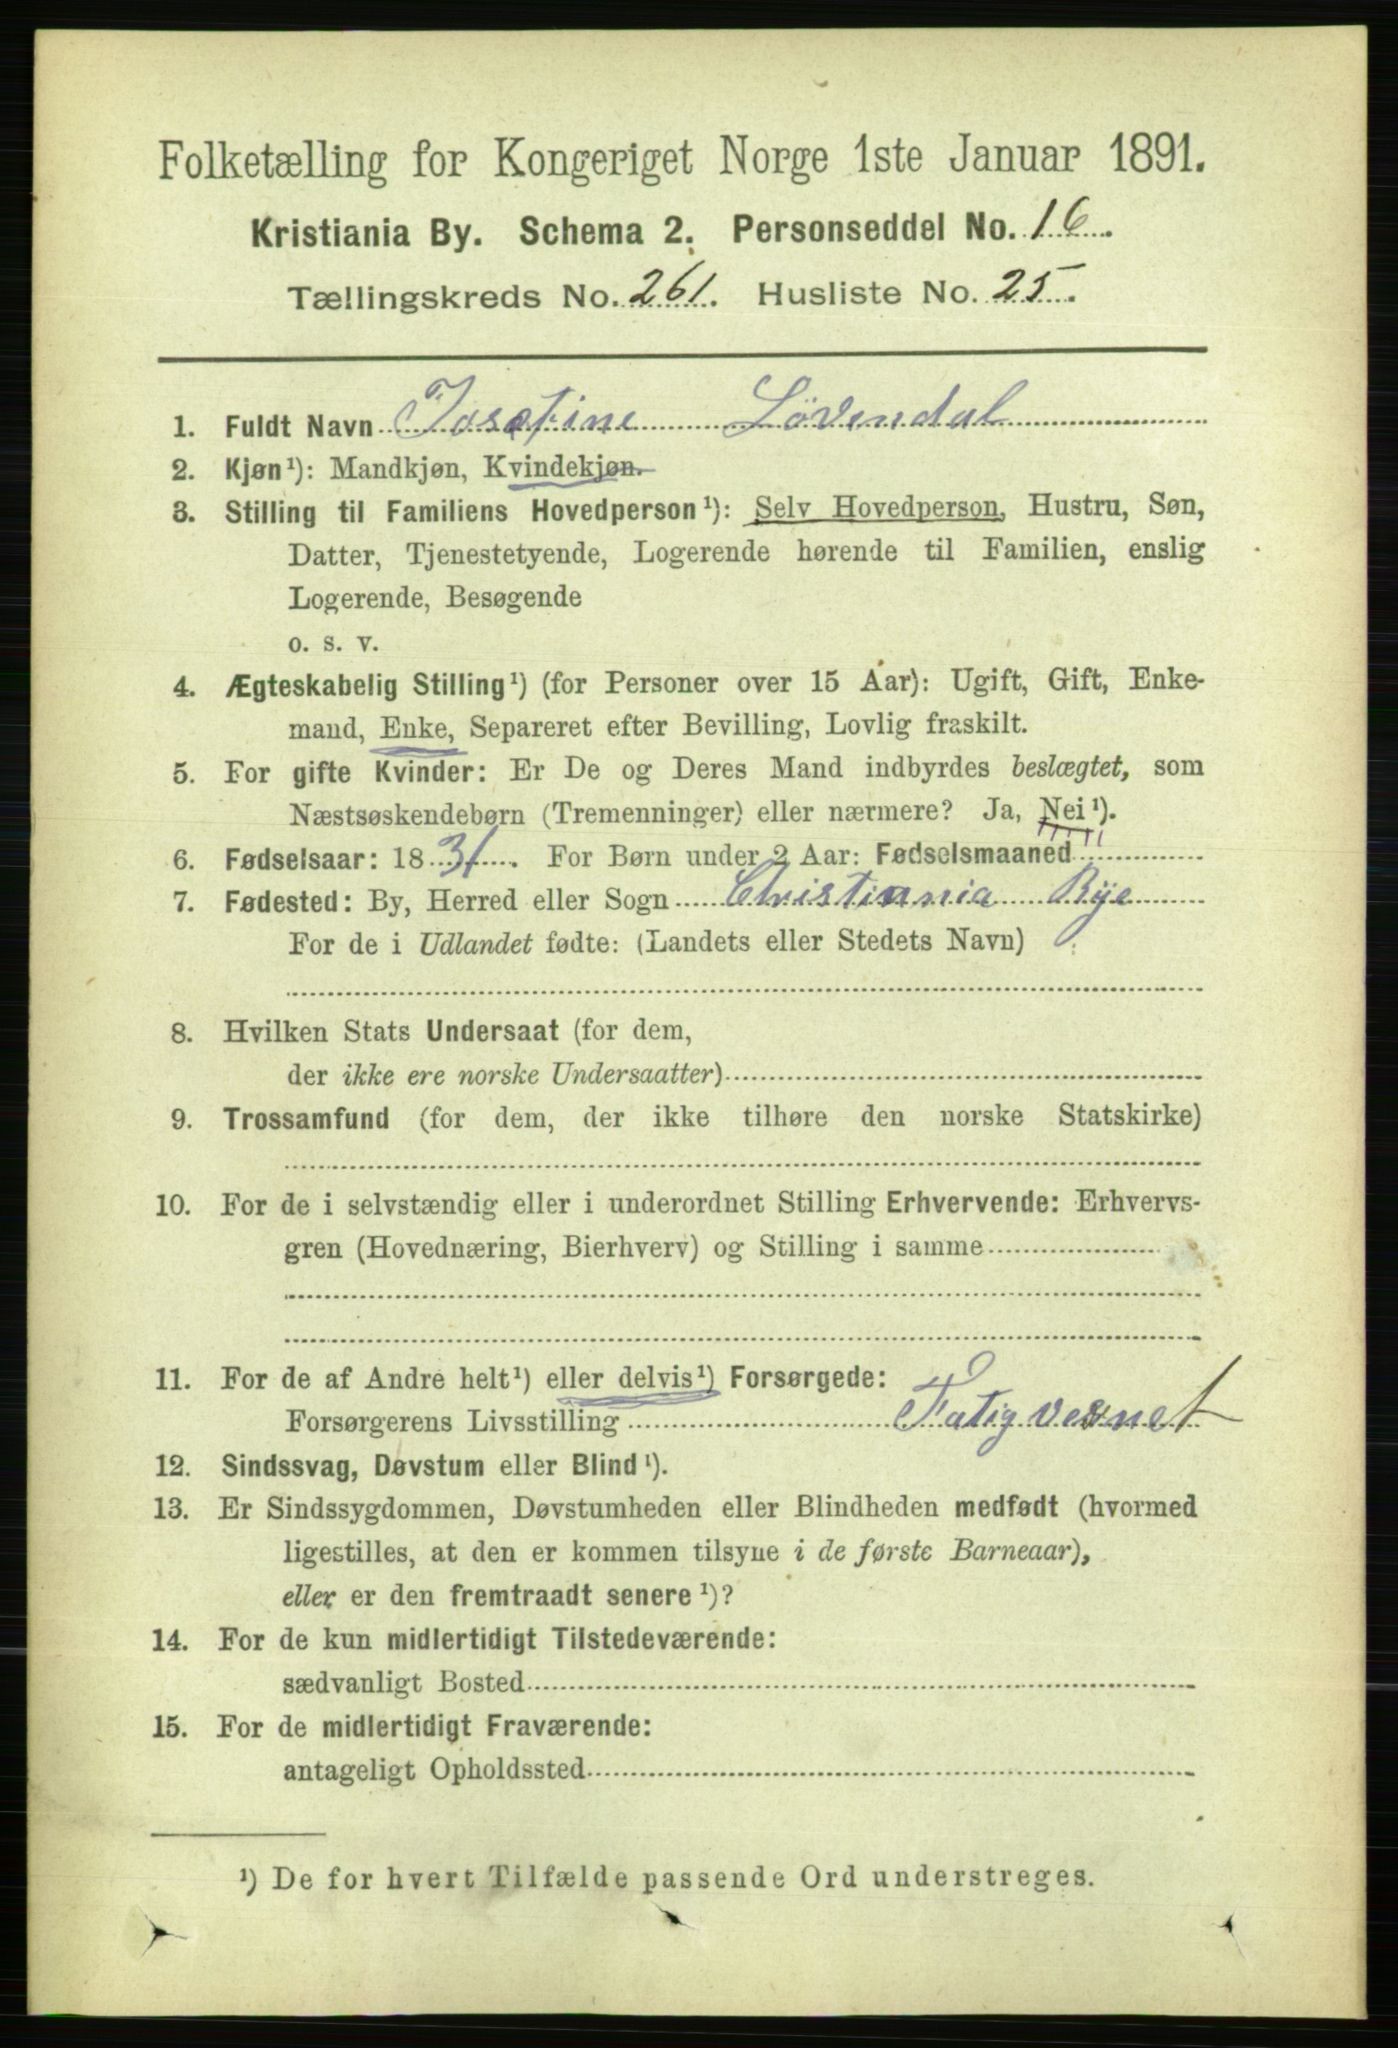 Folketælling for Kongeriget Norge 1ste Januar 1891.
Kristiania By. Schema 2. Personseddel No. 16.
Tællingskreds No. 261. Husliste No. 25.
1. Fuldt Navn Josefine Lövendal
2. Kjøn¹): Mandkjøn, Kvindekjøn.
3. Stilling til Familiens Hovedperson¹): Selv Hovedperson, Hustru, Søn,
Datter, Tjenestetyende, Logerende hørende til Familien, enslig
Logerende, Besøgende
o. s. v.
4. Ægteskabelig Stilling¹) (for Personer over 15 Aar): Ugift, Gift, Enke-
mand, Enke, Separeret efter Bevilling, Lovlig fraskilt.
5. For gifte Kvinder: Er De og Deres Mand indbyrdes beslægtet, som
Næstsøskendebørn (Tremenninger) eller nærmere? Ja, Nei¹).
6. Fødselsaar: 1831. For Børn under 2 Aar: Fødselsmaaned
7. Fødested: By, Herred eller Sogn Christiania Bye
For de i Udlandet fødte: (Landets eller Stedets Navn)
8. Hvilken Stats Undersaat (for dem,
der ikke ere norske Undersaatter)
9. Trossamfund (for dem, der ikke tilhøre den norske Statskirke)
10. For de i selvstændig eller i underordnet Stilling Erhvervende: Erhvervs-
gren (Hovednæring, Bierhverv) og Stilling i samme
11. For de af Andre helt¹) eller delvis¹) Forsørgede:
Forsørgerens Livsstilling Fatigvesnet
12. Sindssvag, Døvstum eller Blind¹).
13. Er Sindssygdommen, Døvstumheden eller Blindheden medfødt (hvormed
ligestilles, at den er kommen tilsyne i de første Barneaar),
eller er den fremtraadt senere¹)?
14. For de kun midlertidigt Tilstedeværende:
sædvanligt Bosted
15. For de midlertidigt Fraværende:
antageligt Opholdssted
¹) De for hvert Tilfælde passende Ord understreges.